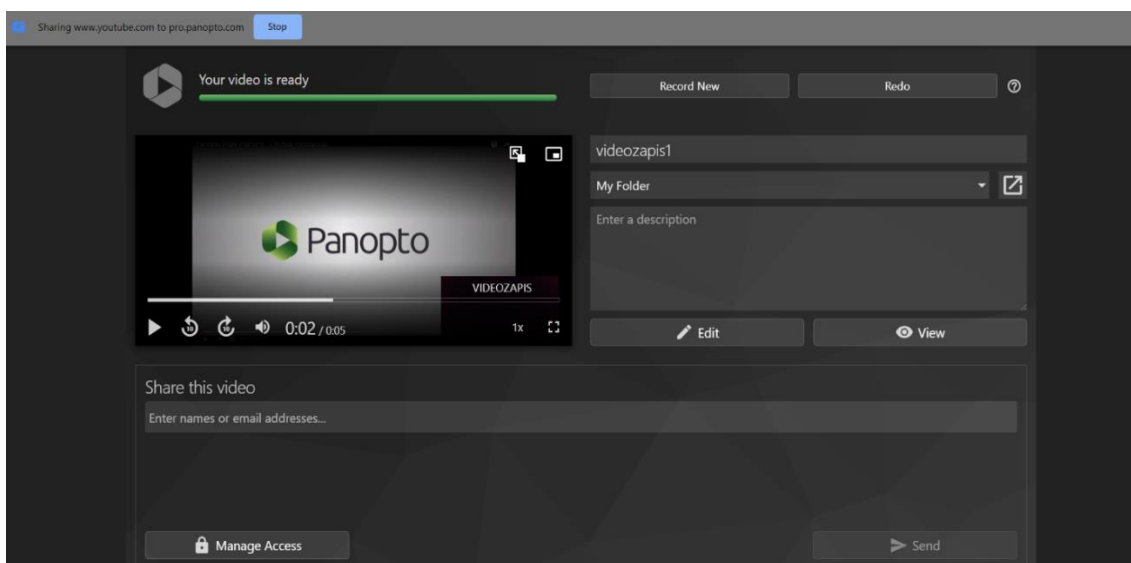 Sharing www.youtube.com to pro.panopto.com Stop
Your video is ready
Record New
Redo
videozapis1
My Folder
Enter a description
Panopto
VIDEOZAPIS
10 10 0:02 / 0:05 1x
Edit
View
Share this video
Enter names or email addresses...
Manage Access
Send